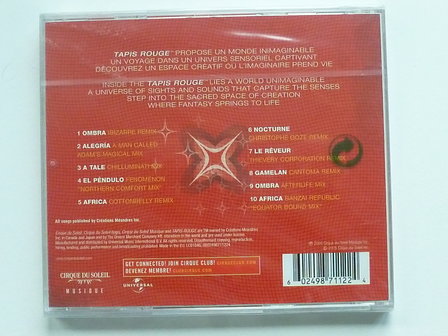 TAPIS ROUGE™ PROPOSE UN MONDE INIMAGINABLE
UN VOYAGE DANS UN UNIVERS SENSORIEL CAPTIVANT
DÉCOUVREZ UN ESPACE CRÉATIF OU L'IMAGINAIRE PREND VIE
INSIDE THE TAPIS ROUGE™ LIES A WORLD UNIMAGINABLE
A UNIVERSE OF SIGHTS AND SOUNDS THAT CAPTURE THE SENSES
STEP INTO THE SACRED SPACE OF CREATION
WHERE FANTASY SPRINGS TO LIFE
1 OMBRA BIZARRE REMIX
2 ALEGRÍA A MAN CALLED
ADAM'S MAGICAL MIX
3 A TALE CHILLUMINATI MIX
4 EL PÉNDULO FENOMENON
"NORTHERN COMFORT MIX"
5 AFRICA COTTONBELLY REMIX
6 NOCTURNE
CHRISTOPHE GOZE REMIX
7 LE RÊVEUR
THIEVERY CORPORATION REMIX
8 GAMELAN CANTOMA REMIX
9 OMBRA AFTERLIFE MIX
10 AFRICA BANZAI REPUBLIC
"EQUATOR BOUND MIX"
All songs published by Créations Méandres Inc.
CIRQUE DU SOLEIL
MUSIQUE
UNIVERSAL
GET CONNECTED! JOIN CIRQUE CLUB!
DEVENEZ MEMBRE!
6 02498 71122 4